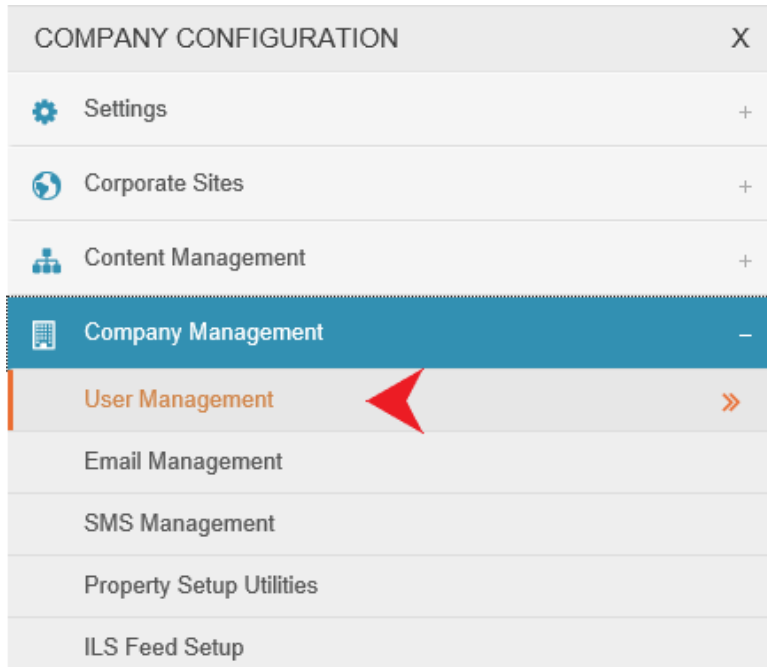 COMPANY CONFIGURATION X
Settings +
Corporate Sites +
Content Management +
Company Management –
User Management »
Email Management
SMS Management
Property Setup Utilities
ILS Feed Setup